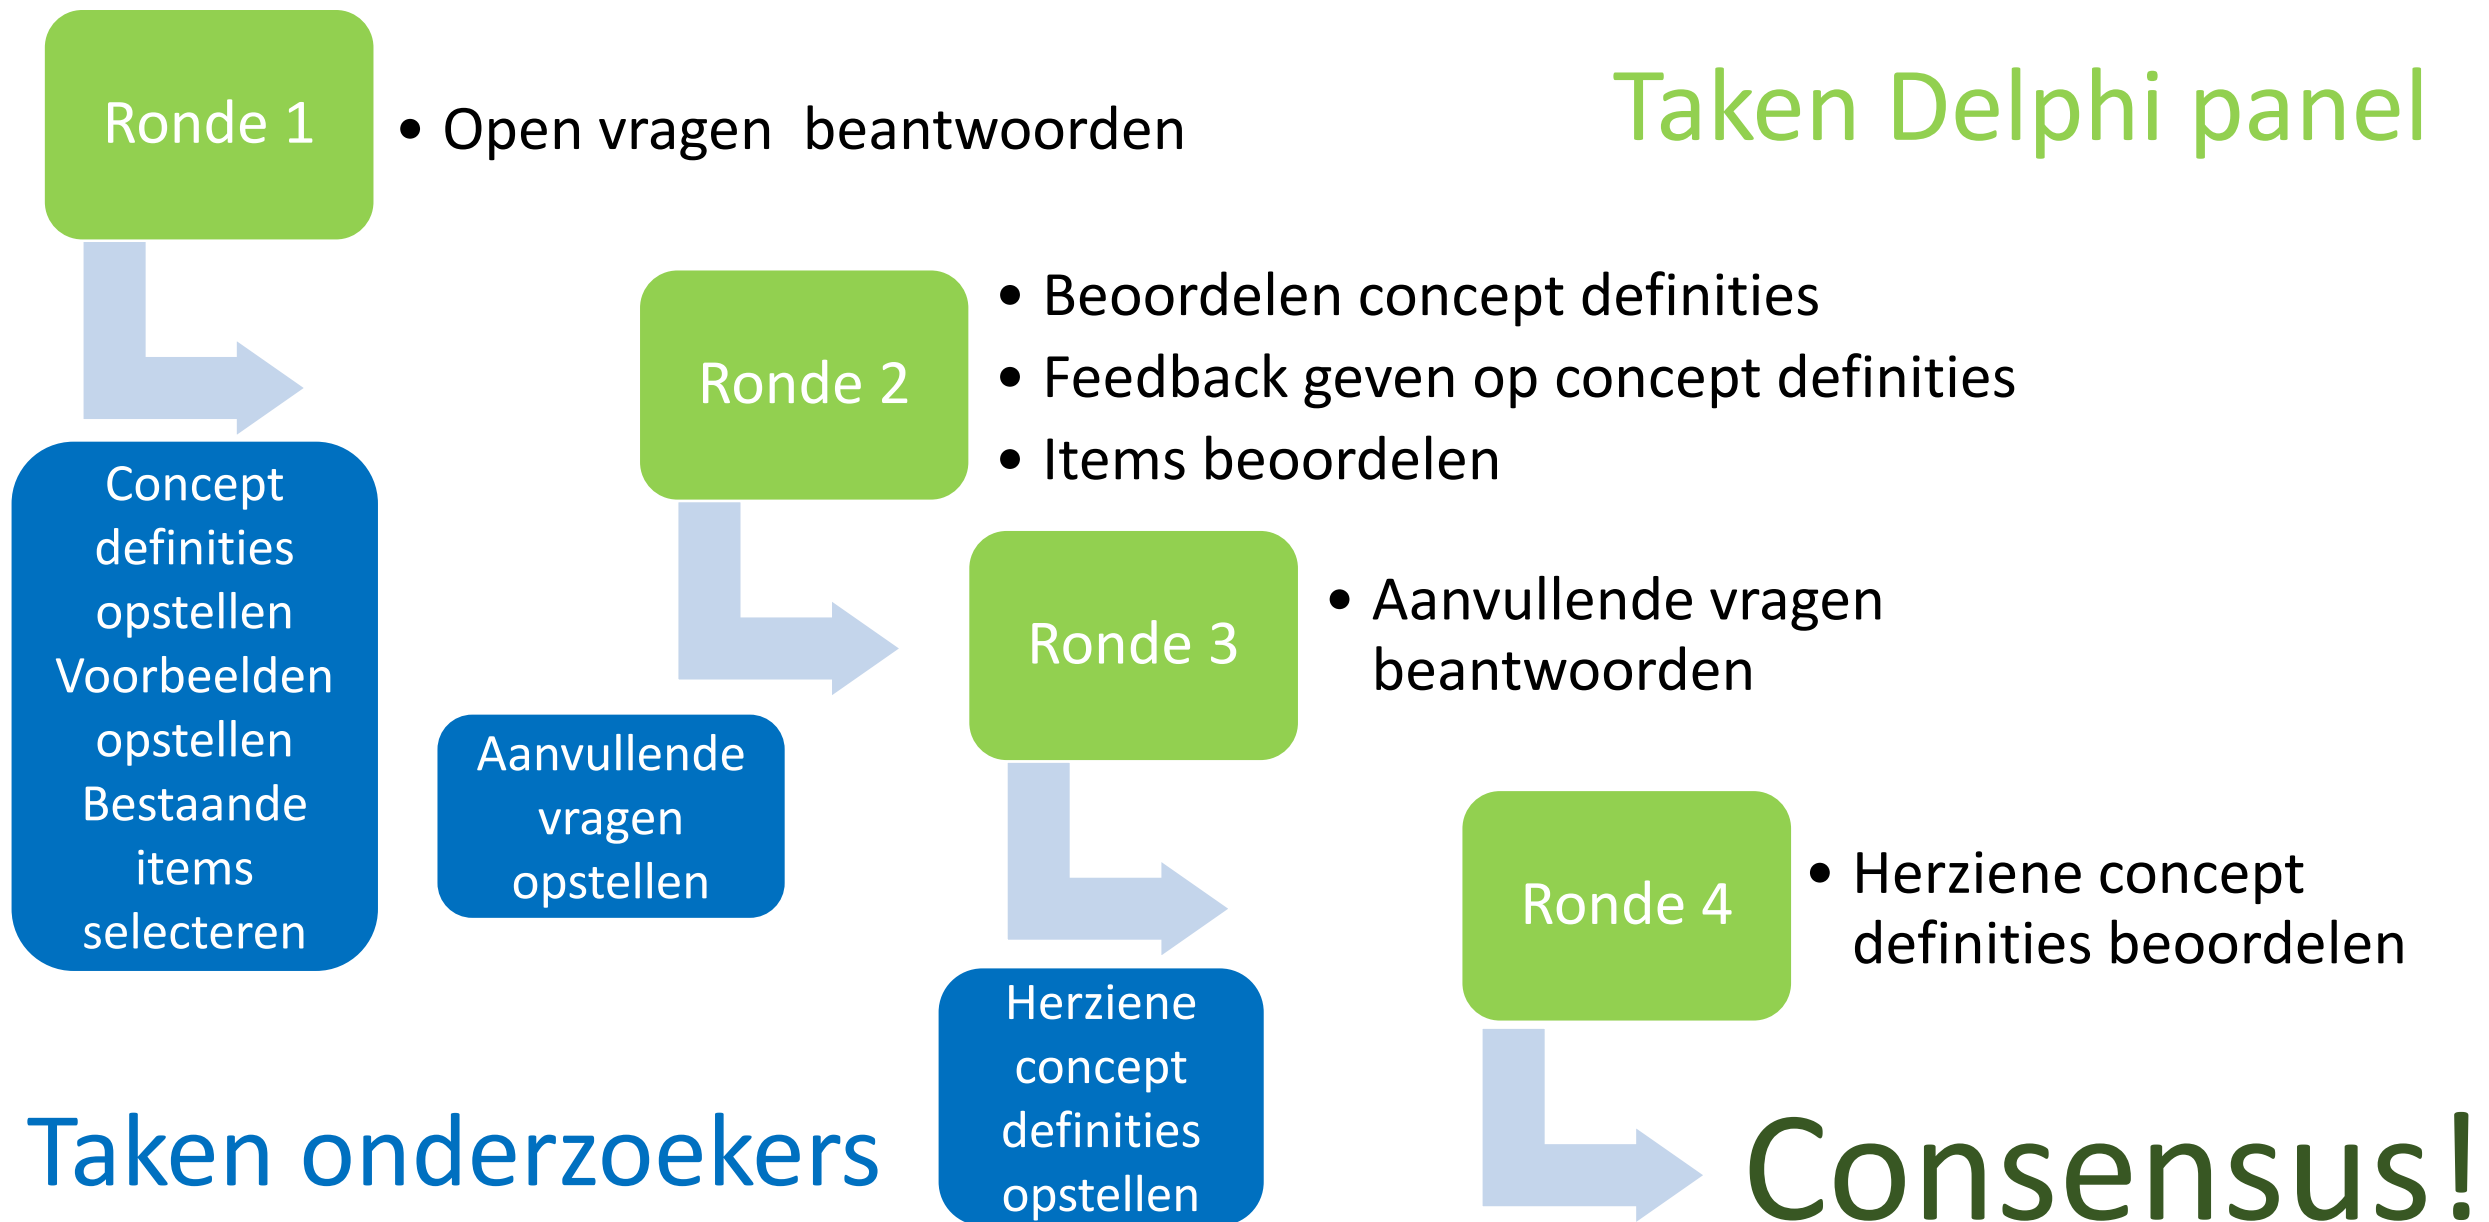 Taken Delphi panel
Ronde 1
• Open vragen  beantwoorden
Concept
definities
opstellen
Voorbeelden
opstellen
Bestaande
items
selecteren
Ronde 2
• Beoordelen concept definities
• Feedback geven op concept definities
• Items beoordelen
Aanvullende
vragen
opstellen
Ronde 3
• Aanvullende vragen
beantwoorden
Herziene
concept
definities
opstellen
Ronde 4
• Herziene concept
definities beoordelen
Taken onderzoekers
Consensus!